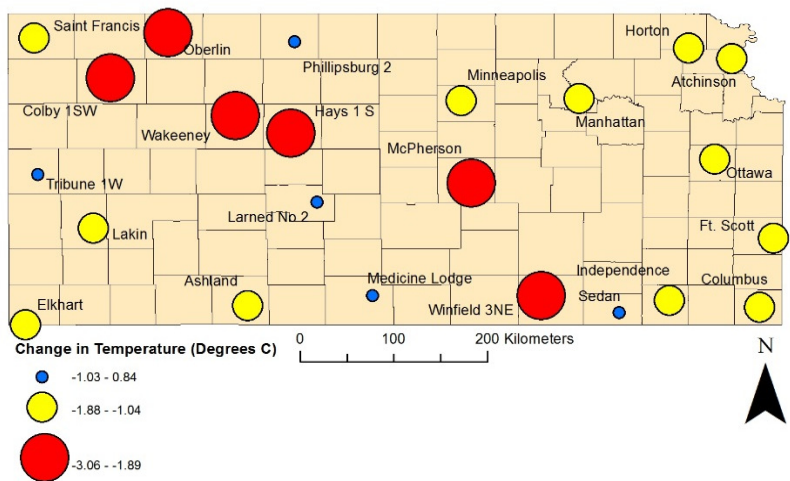 Saint Francis
Horton
Oberlin
Phillipsburg 2
Minneapolis
Atchinson
Colby 1SW
Hays 1 S
Wakeeney
Manhattan
McPherson
Ottawa
Tribune 1W
Larned No 2
Lakin
Ft. Scott
Ashland
Medicine Lodge
Independence
Columbus
Elkhart
Winfield 3NE
Sedan
Change in Temperature (Degrees C)
0 100 200 Kilometers
N
-1.03 - 0.84
-1.88 - -1.04
-3.06 - -1.89